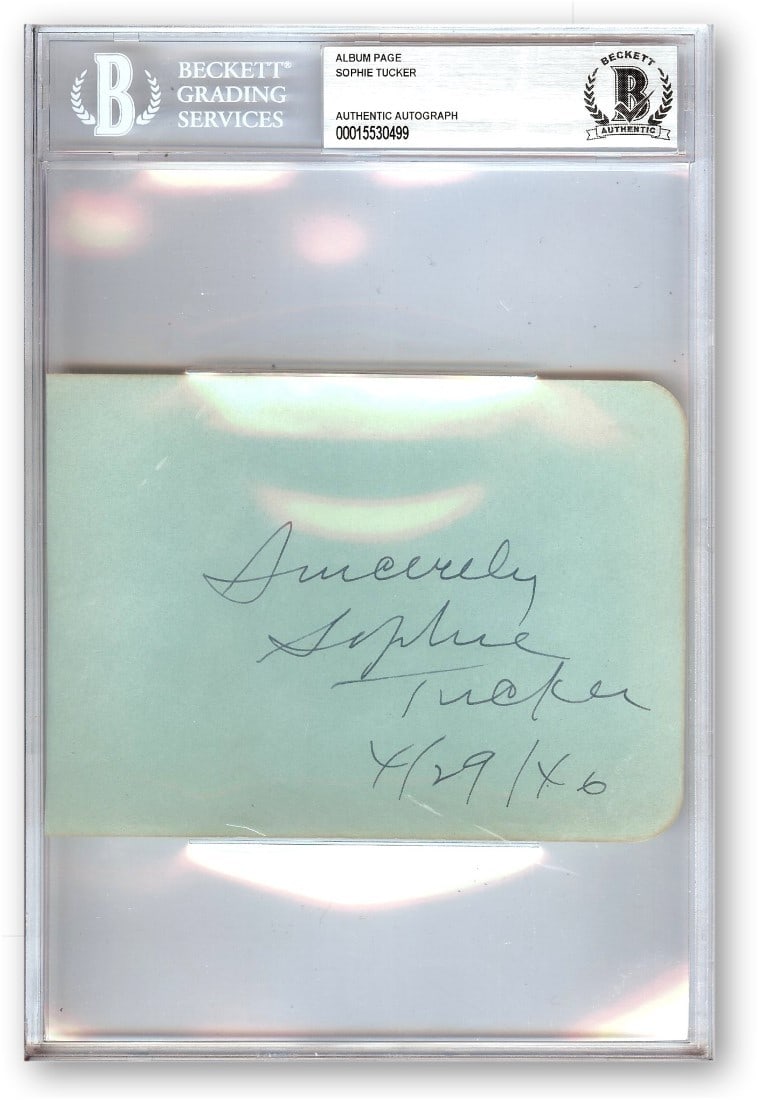 BECKETT®
GRADING
SERVICES
ALBUM PAGE
SOPHIE TUCKER
AUTHENTIC AUTOGRAPH
00015530499
BECKETT
B
AUTHENTIC
B
Sincerely
Sophie
Tucker
4/29/46